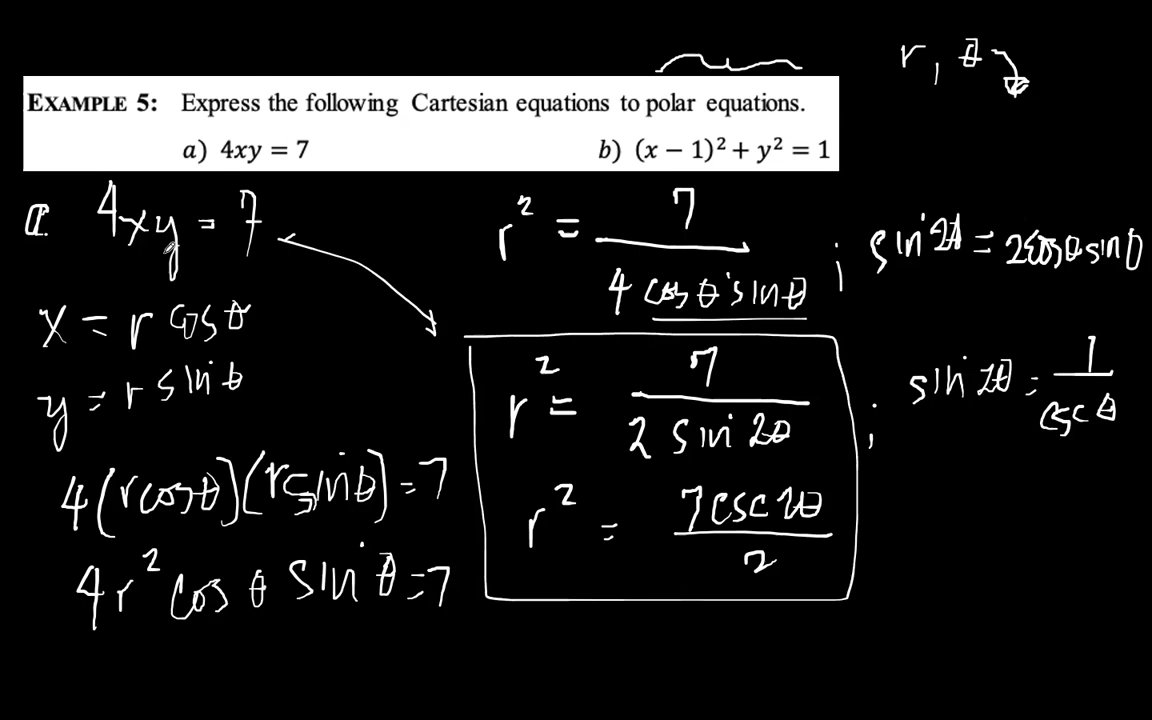 r, θ
EXAMPLE 5: Express the following Cartesian equations to polar equations.
a) 4xy = 7 b) (x − 1)² + y² = 1
a. 4xy = 7
x = r cos θ
y = r sin θ
4(r cos θ)(r sin θ) = 7
4r² cos θ sin θ = 7
r² = 7 / 4 cos θ sin θ ; sin 2θ = 2 cos θ sin θ
r² = 7 / 2 sin 2θ ; sin 2θ = 1 / csc θ
r² = 7 csc 2θ / 2